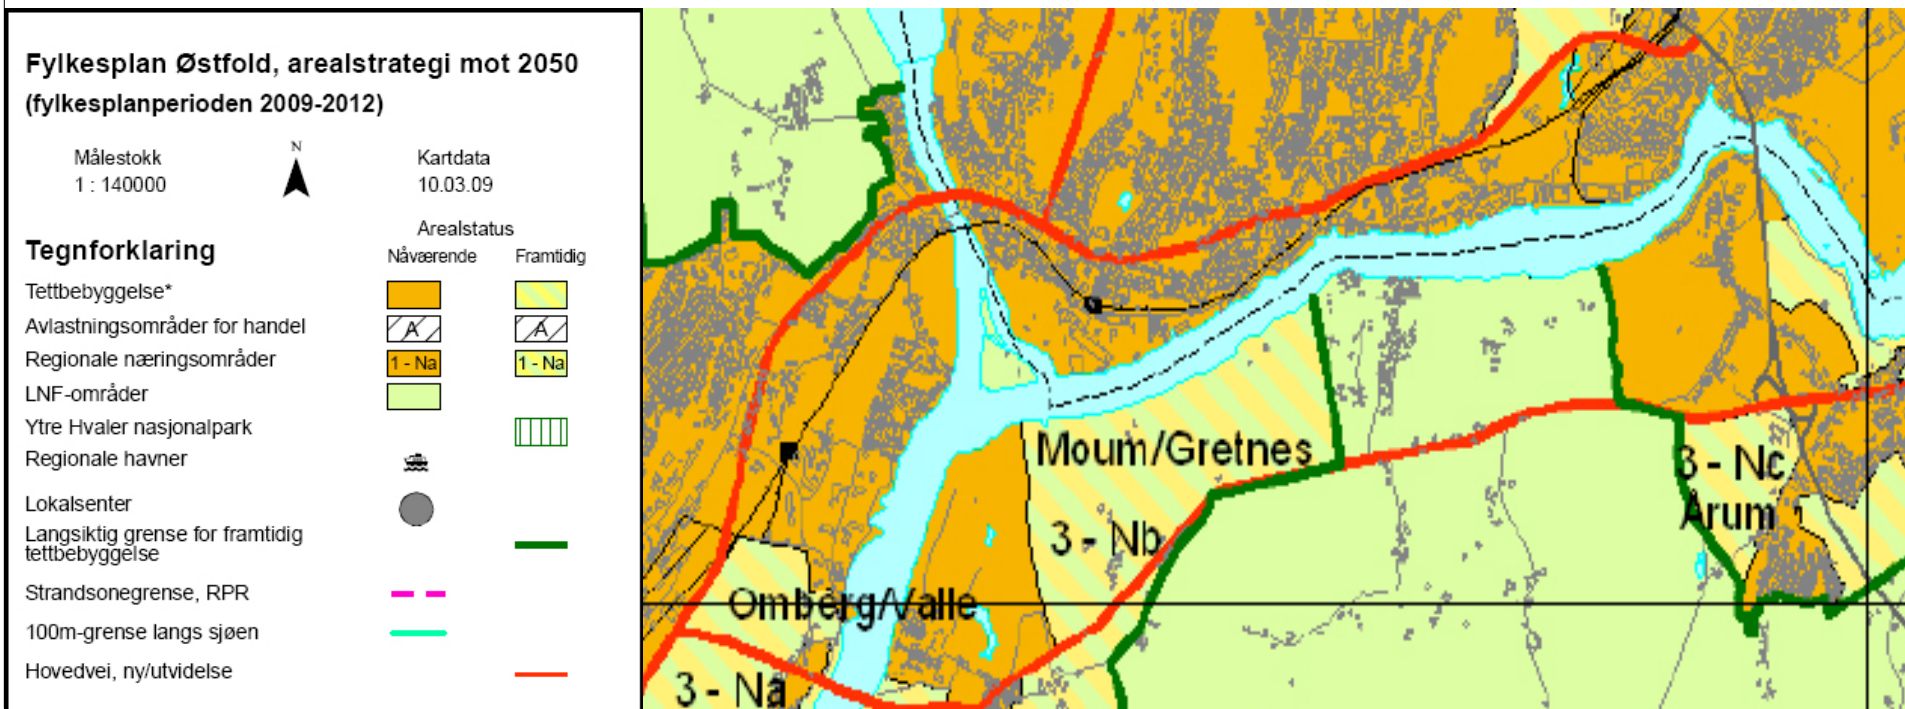 Fylkesplan Østfold, arealstrategi mot 2050
(fylkesplanperioden 2009-2012)
Målestokk
1 : 140000
N
Kartdata
10.03.09
Arealstatus
Tegnforklaring
Nåværende
Framtidig
Tettbebyggelse*
Avlastningsområder for handel
A
A
Regionale næringsområder
1 - Na
1 - Na
LNF-områder
Ytre Hvaler nasjonalpark
Regionale havner
Lokalsenter
Langsiktig grense for framtidig
tettbebyggelse
Strandsonegrense, RPR
100m-grense langs sjøen
Hovedvei, ny/utvidelse
Moum/Gretnes
3 - Nb
3 - Nc
Årum
Omberg/Valle
3 - Na